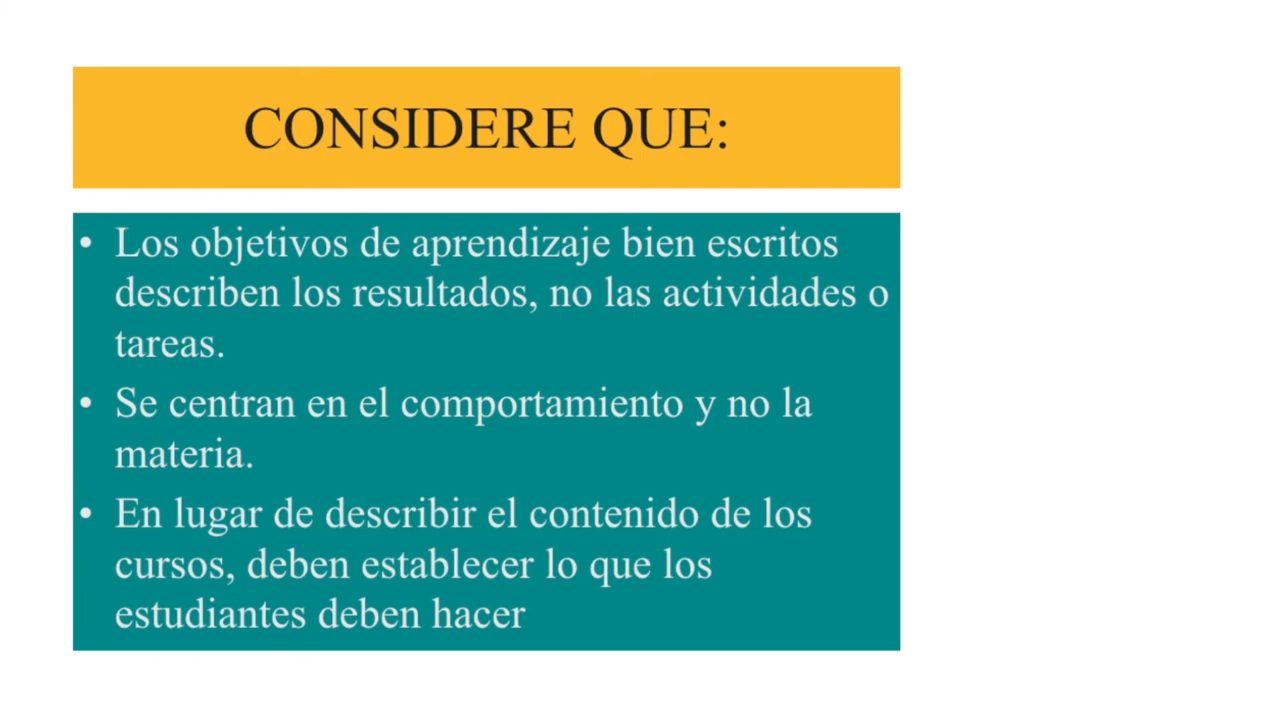 CONSIDERE QUE:
• Los objetivos de aprendizaje bien escritos
describen los resultados, no las actividades o
tareas.
• Se centran en el comportamiento y no la
materia.
• En lugar de describir el contenido de los
cursos, deben establecer lo que los
estudiantes deben hacer